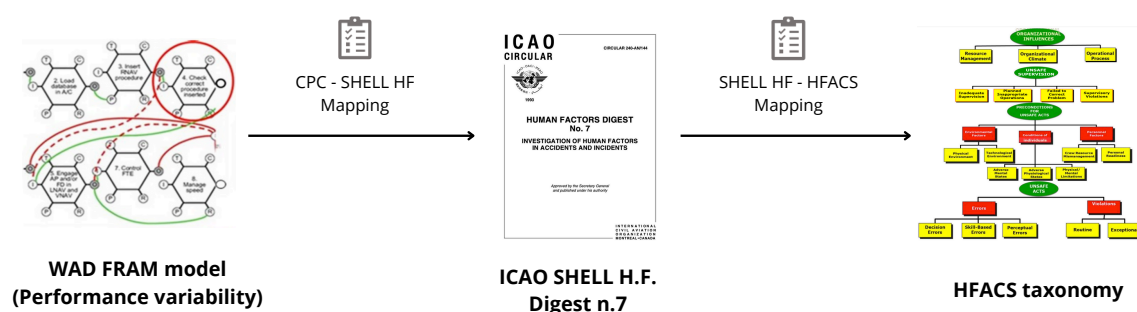 T
C
I
P
R
2. Load
database
in A/C
T
C
3. Insert
RNAV
procedure
I
P
R
T
C
4. Check
correct
procedure
inserted
I
P
R
T
C
5. Engage
AP and/or
FD in
LNAV and
VNAV
I
P
R
T
C
7. Control
FTE
I
P
R
T
C
8.
Manage
speed
I
P
R
WAD FRAM model
(Performance variability)
CPC - SHELL HF
Mapping
ICAO
CIRCULAR
CIRCULAR 240-AN/144
1993
HUMAN FACTORS DIGEST
No. 7
INVESTIGATION OF HUMAN FACTORS
IN ACCIDENTS AND INCIDENTS
Approved by the Secretary General
and published under his authority
INTERNATIONAL
CIVIL AVIATION
ORGANIZATION
MONTREAL•CANADA
ICAO SHELL H.F.
Digest n.7
SHELL HF - HFACS
Mapping
ORGANIZATIONAL
INFLUENCES
Resource
Management
Organizational
Climate
Operational
Process
UNSAFE
SUPERVISION
Inadequate
Supervision
Planned
Inappropriate
Operations
Failed to
Correct
Problem
Supervisory
Violations
PRECONDITIONS
FOR
UNSAFE ACTS
Environmental
Factors
Conditions of
Individuals
Personnel
Factors
Physical
Environment
Technological
Environment
Crew Resource
Mismanagement
Personal
Readiness
Adverse
Mental
States
Adverse
Physiological
States
Physical/
Mental
Limitations
UNSAFE
ACTS
Errors
Violations
Decision
Errors
Skill-Based
Errors
Perceptual
Errors
Routine
Exceptional
HFACS taxonomy